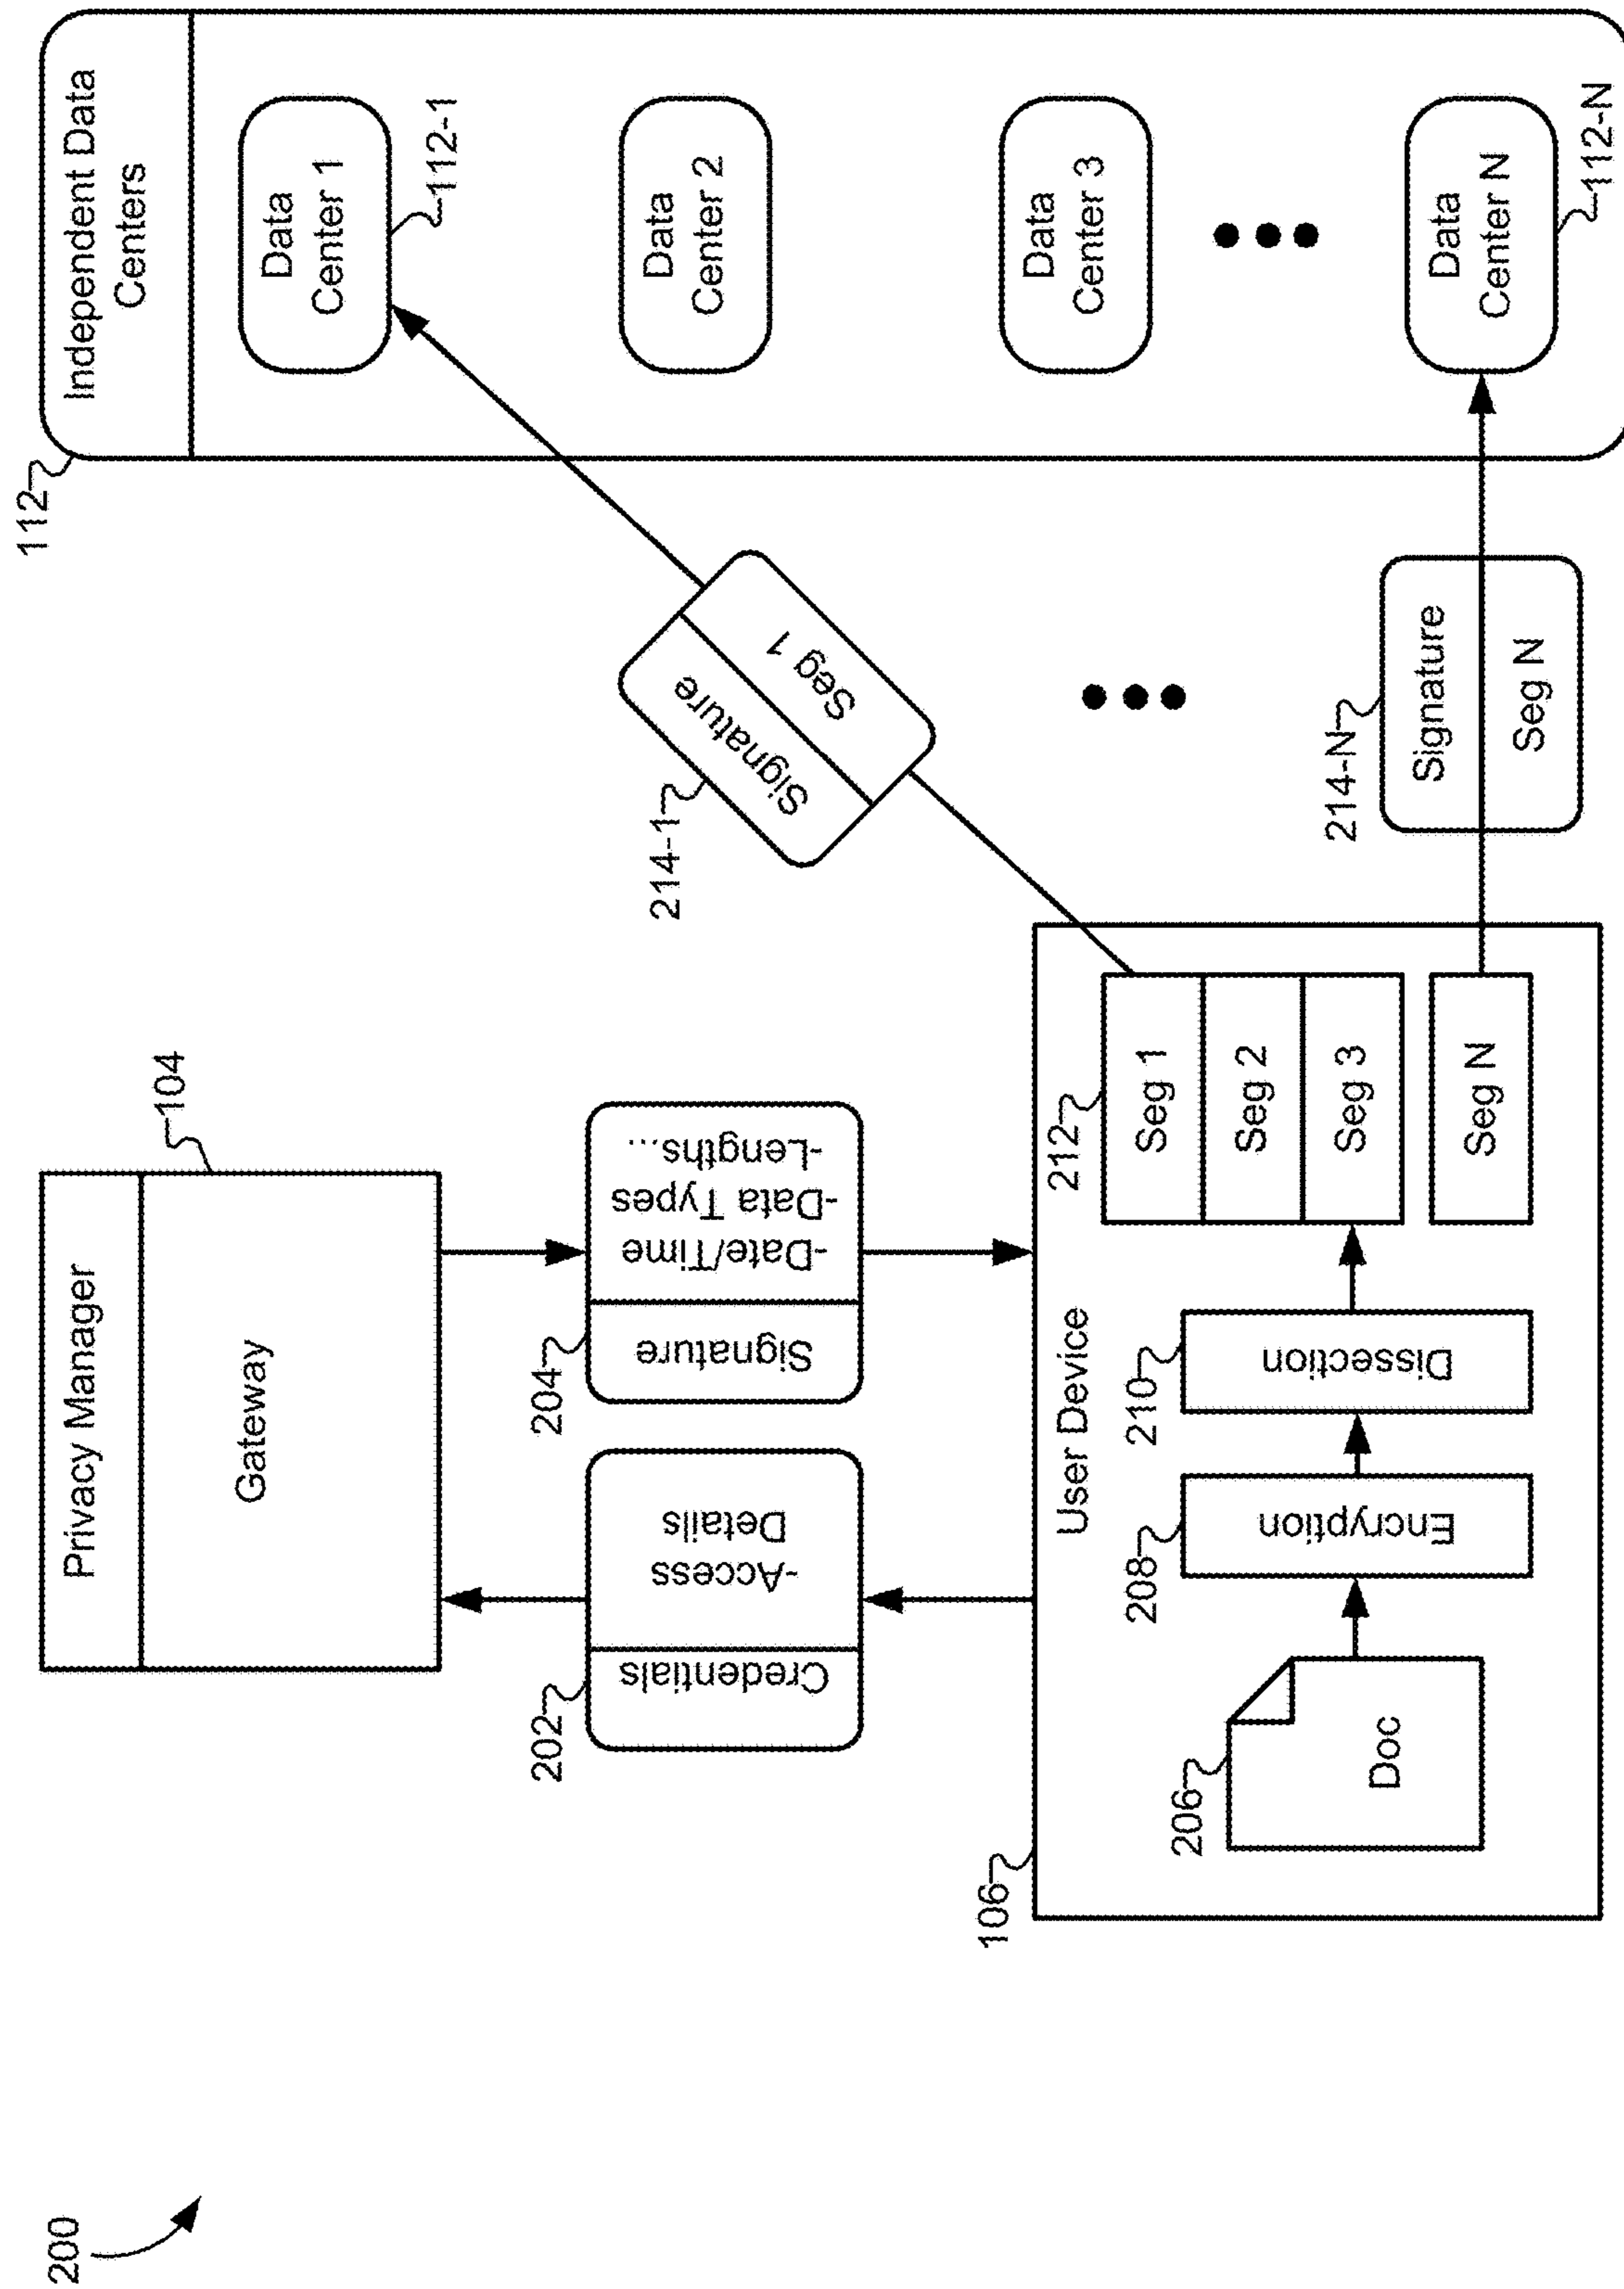 200
Privacy Manager
Gateway
104
202
Credentials
-Access
Details
204
Signature
-Date/Time
-Data Types
-Lengths...
106
User Device
206
Doc
208
Encryption
210
Dissection
212
Seg 1
Seg 2
Seg 3
Seg N
214-1
Signature
Seg 1
214-N
Signature
Seg N
112
Independent Data
Centers
Data
Center 1
112-1
Data
Center 2
Data
Center 3
Data
Center N
112-N